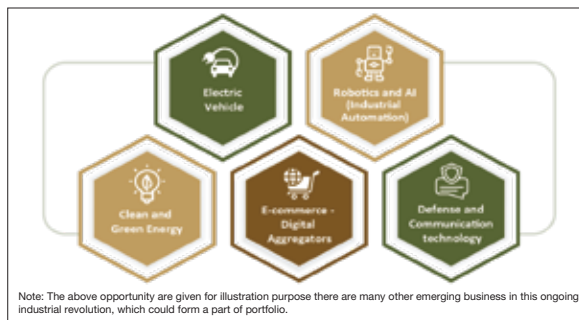 Electric
Vehicle
Robotics and AI
(Industrial
Automation)
Clean and
Green Energy
E-commerce -
Digital
Aggregators
Defense and
Communication
technology
Note: The above opportunity are given for illustration purpose there are many other emerging business in this ongoing
industrial revolution, which could form a part of portfolio.